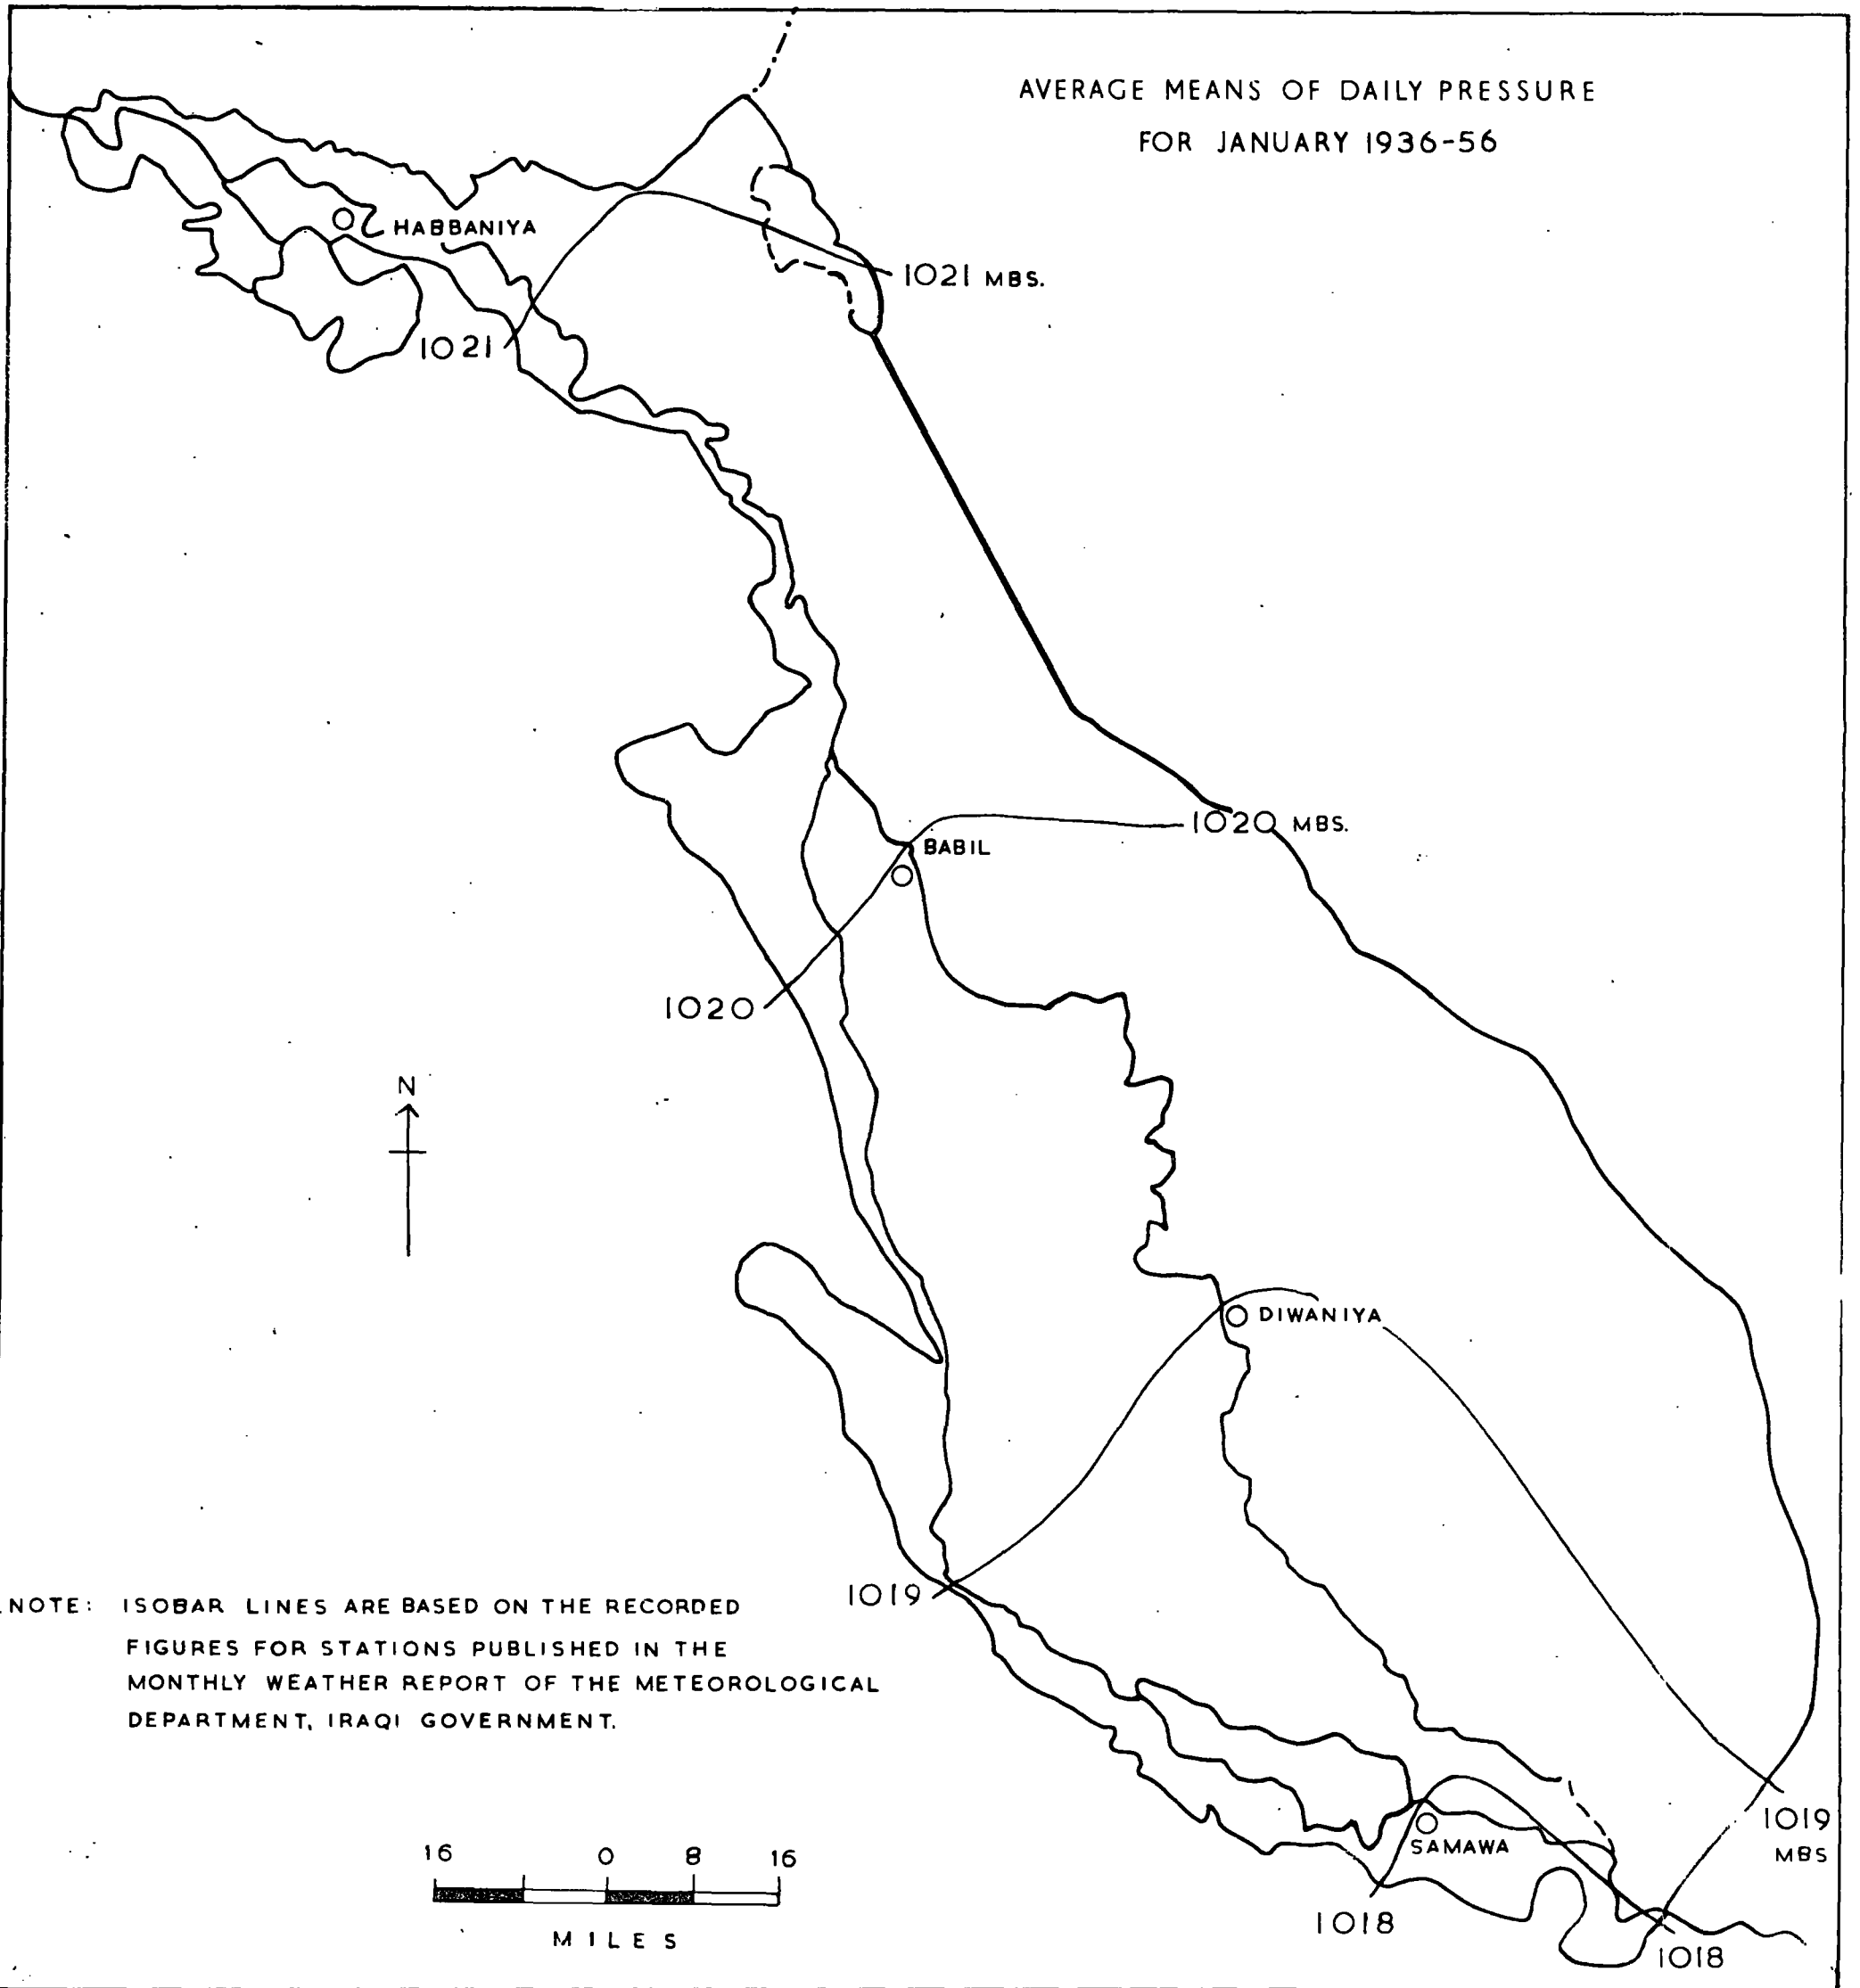 AVERAGE MEANS OF DAILY PRESSURE
FOR JANUARY 1936-56
HABBANIYA
1021 MBS.
1021
1020 MBS.
BABIL
1020
N
DIWANIYA
1019
NOTE: ISOBAR LINES ARE BASED ON THE RECORDED
FIGURES FOR STATIONS PUBLISHED IN THE
MONTHLY WEATHER REPORT OF THE METEOROLOGICAL
DEPARTMENT, IRAQI GOVERNMENT.
1019
MBS
SAMAWA
16 0 8 16
MILES
1018
1018